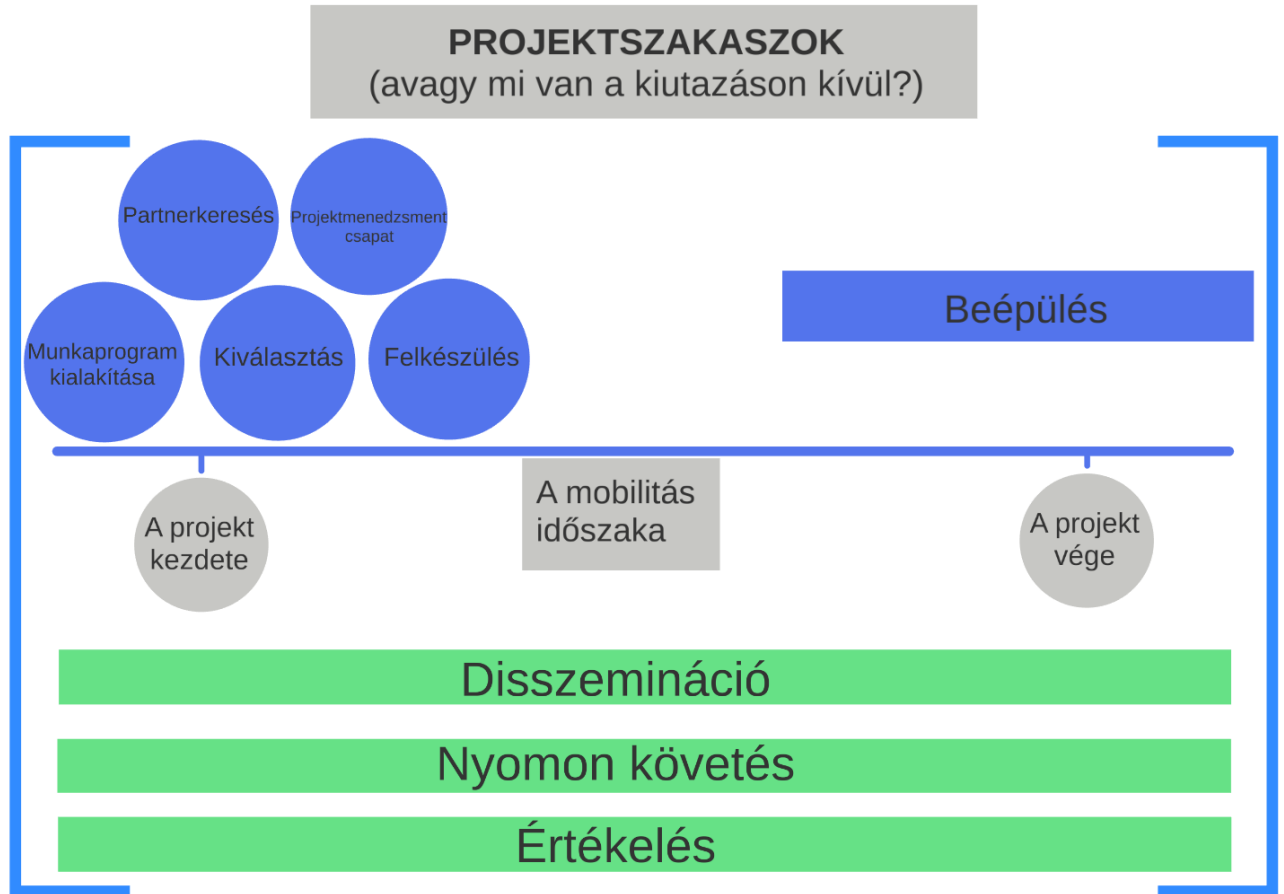 PROJEKTSZAKASZOK
(avagy mi van a kiutazáson kívül?)
Partnerkeresés
Projektmenedzsment
csapat
Munkaprogram
kialakítása
Kiválasztás
Felkészülés
Beépülés
A projekt
kezdete
A mobilitás
időszaka
A projekt
vége
Disszemináció
Nyomon követés
Értékelés